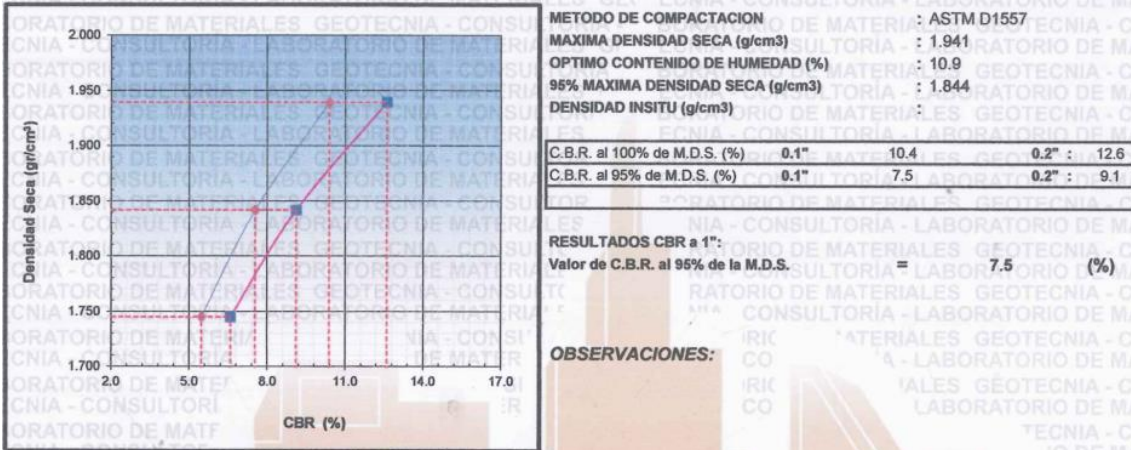 2.000
1.950
1.900
1.850
1.800
1.750
1.700
Densidad Seca (gr/cm3)
2.0 5.0 8.0 11.0 14.0 17.0
CBR (%)
METODO DE COMPACTACION : ASTM D1557
MAXIMA DENSIDAD SECA (g/cm3) : 1.941
OPTIMO CONTENIDO DE HUMEDAD (%) : 10.9
95% MAXIMA DENSIDAD SECA (g/cm3) : 1.844
DENSIDAD INSITU (g/cm3) :
C.B.R. al 100% de M.D.S. (%) 0.1" 10.4 0.2" : 12.6
C.B.R. al 95% de M.D.S. (%) 0.1" 7.5 0.2" : 9.1
RESULTADOS CBR a 1":
Valor de C.B.R. al 95% de la M.D.S. = 7.5 (%)
OBSERVACIONES: